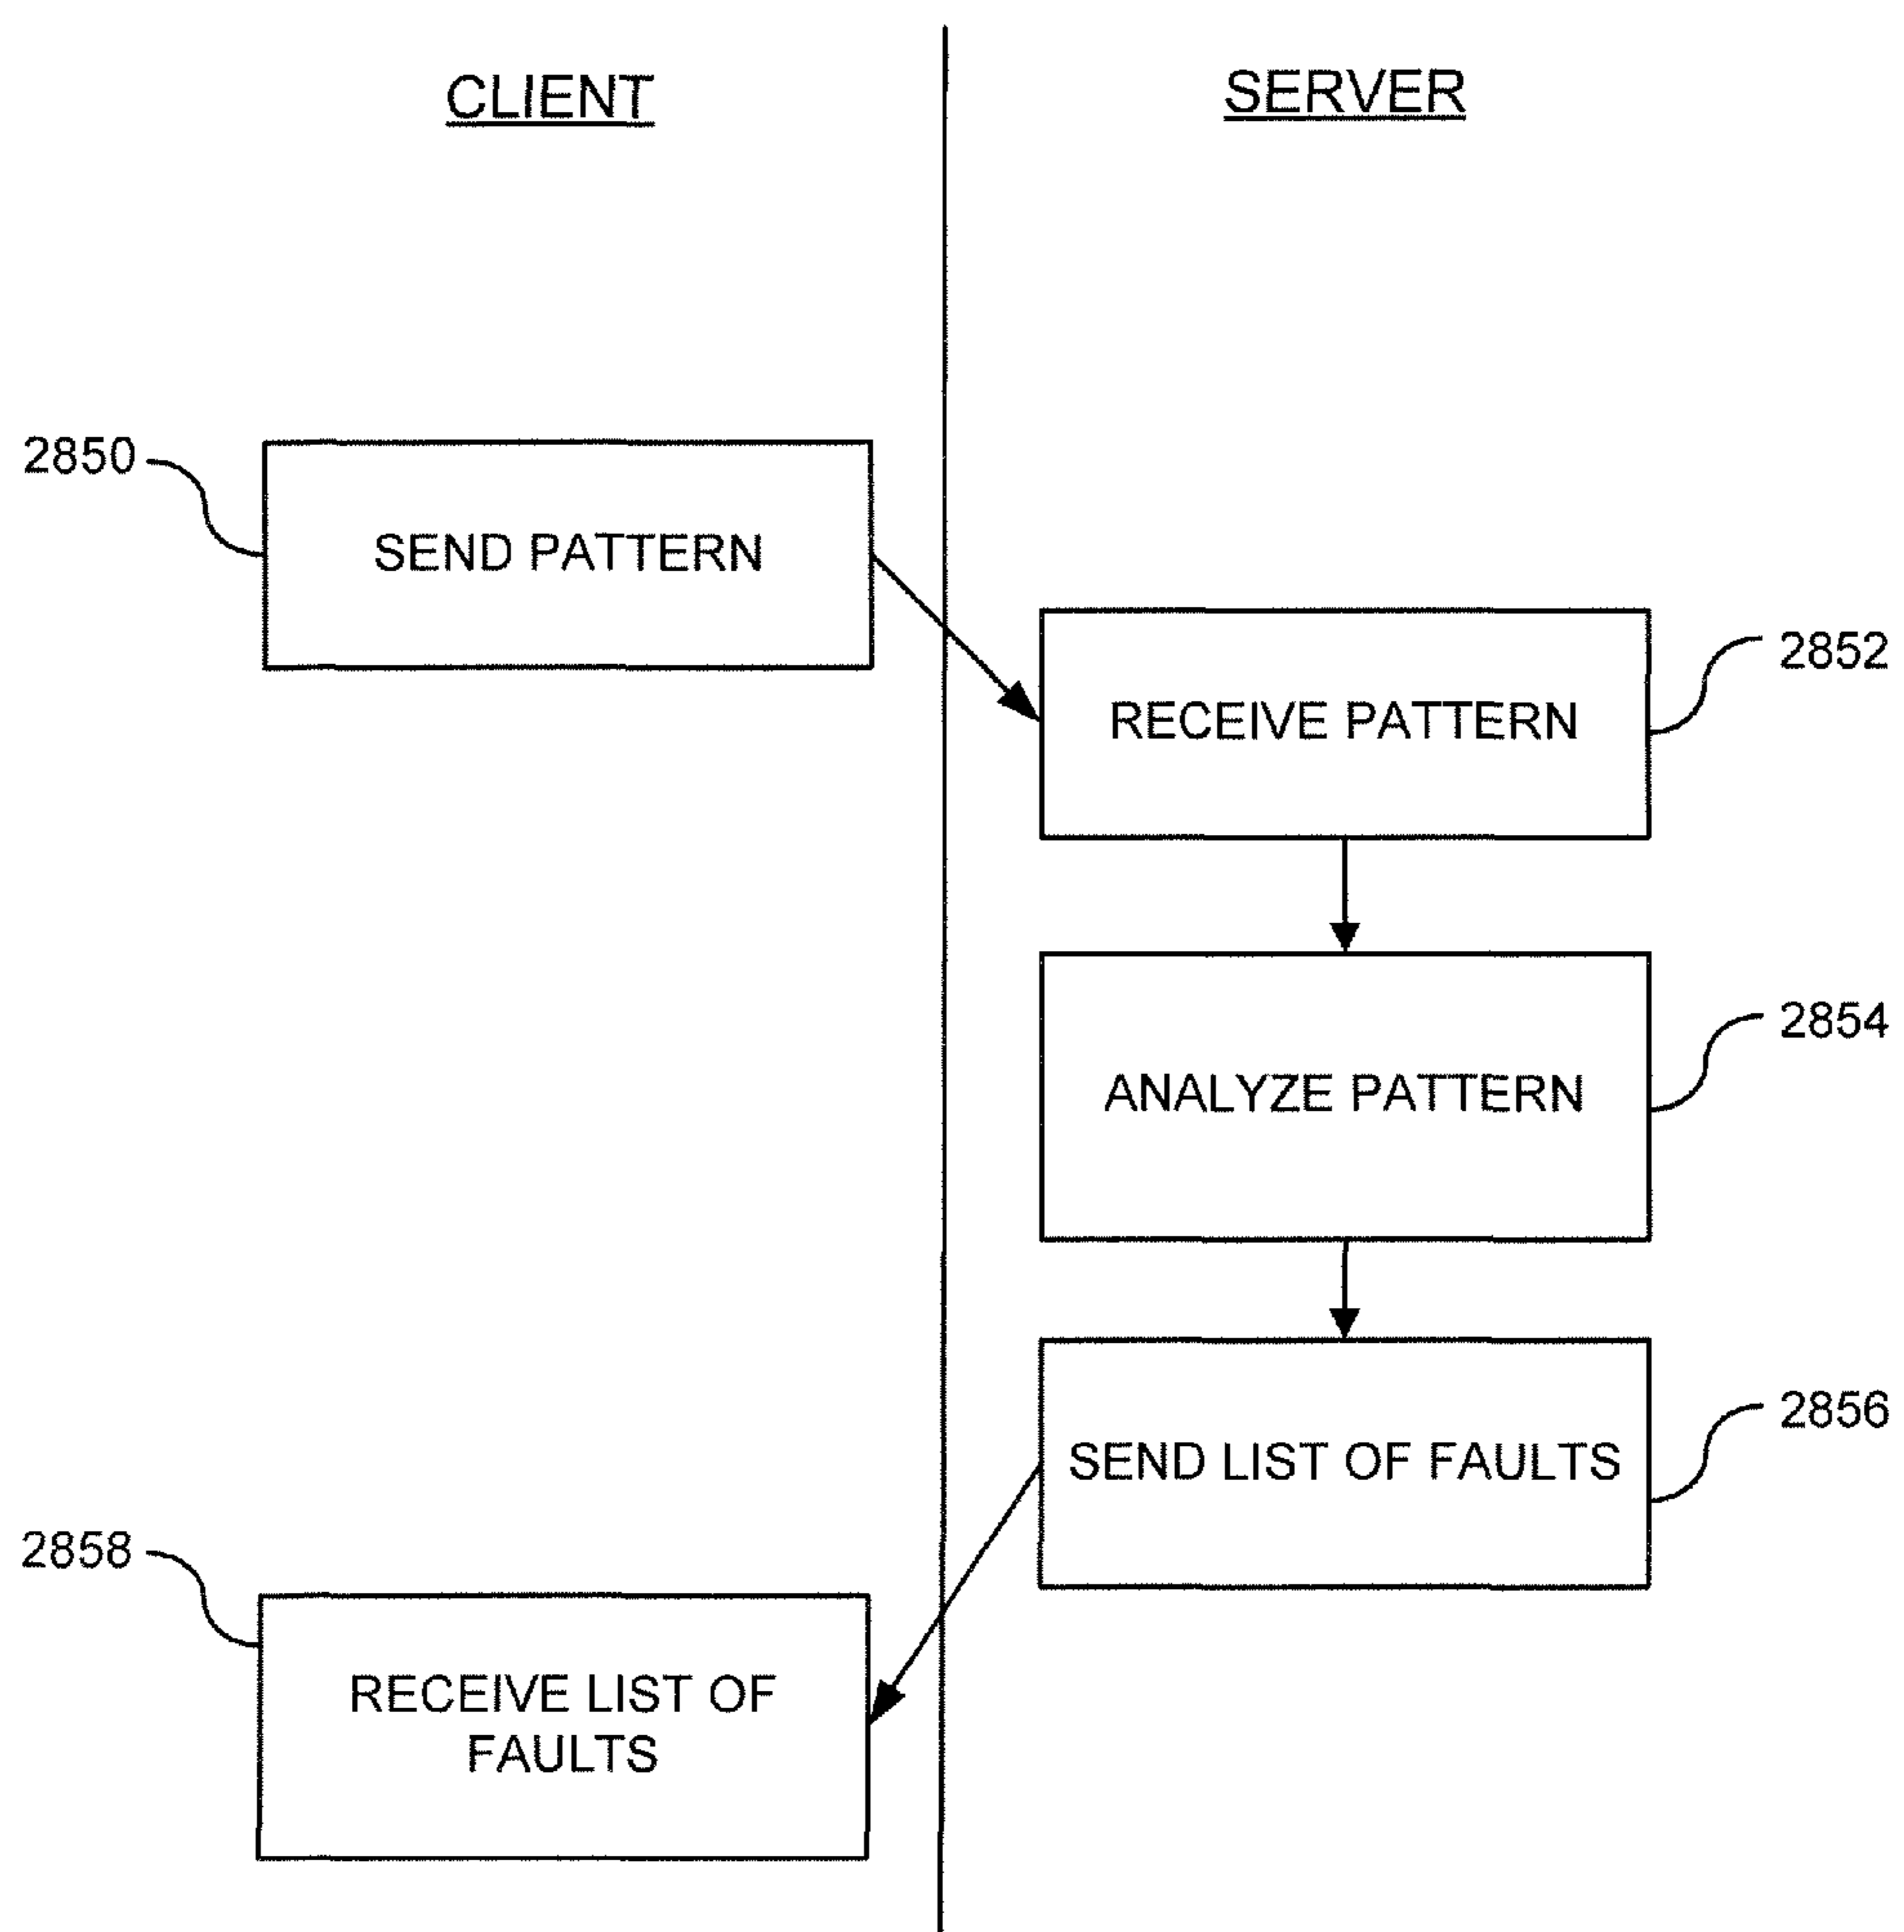 CLIENT
SERVER
2850
SEND PATTERN
2852
RECEIVE PATTERN
2854
ANALYZE PATTERN
2856
SEND LIST OF FAULTS
2858
RECEIVE LIST OF
FAULTS